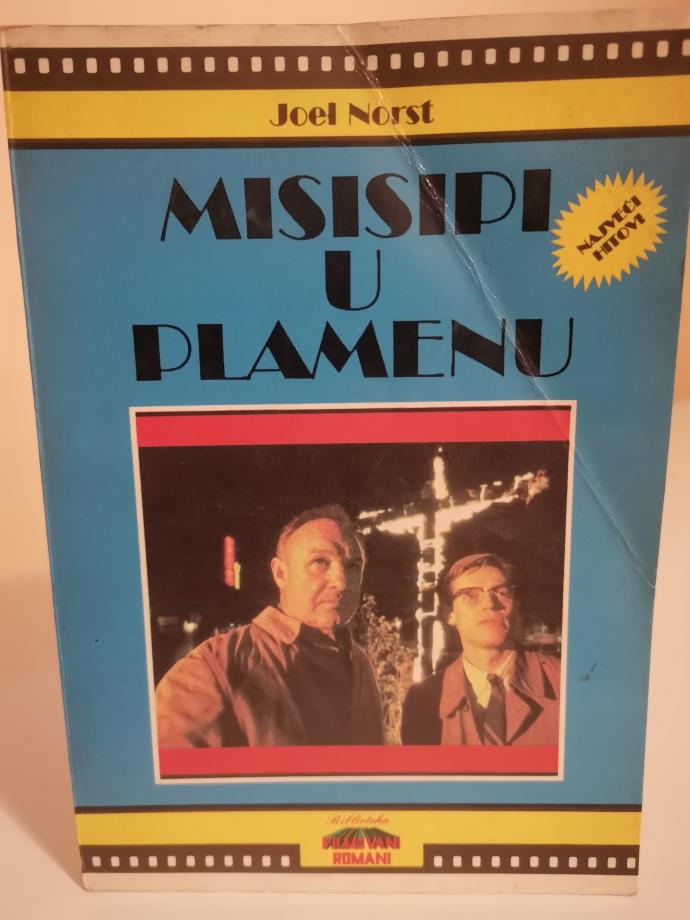 Joel Norst
MISISIPI
U
PLAMENU
NAJVEĆI
HITOVI
Biblioteka
FILMOVANI
ROMANI